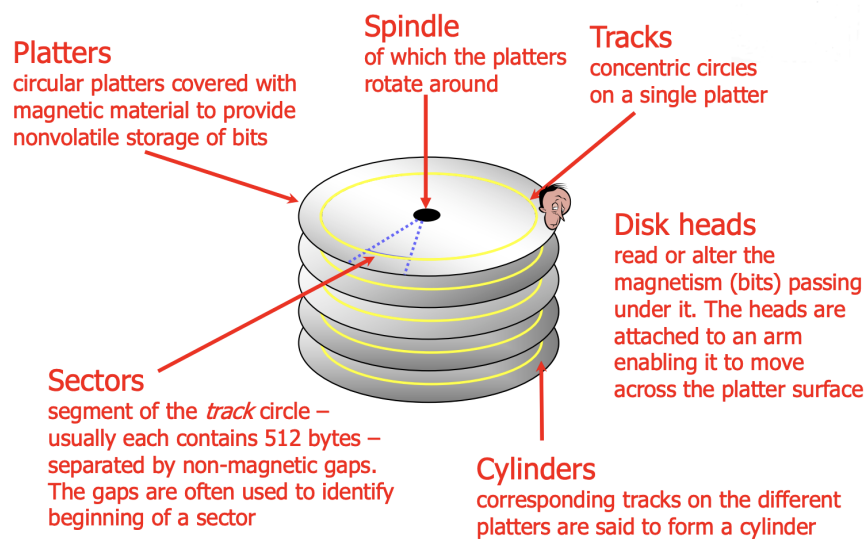 Platters
circular platters covered with
magnetic material to provide
nonvolatile storage of bits
Spindle
of which the platters
rotate around
Tracks
concentric circles
on a single platter
Disk heads
read or alter the
magnetism (bits) passing
under it. The heads are
attached to an arm
enabling it to move
across the platter surface
Sectors
segment of the track circle –
usually each contains 512 bytes –
separated by non-magnetic gaps.
The gaps are often used to identify
beginning of a sector
Cylinders
corresponding tracks on the different
platters are said to form a cylinder